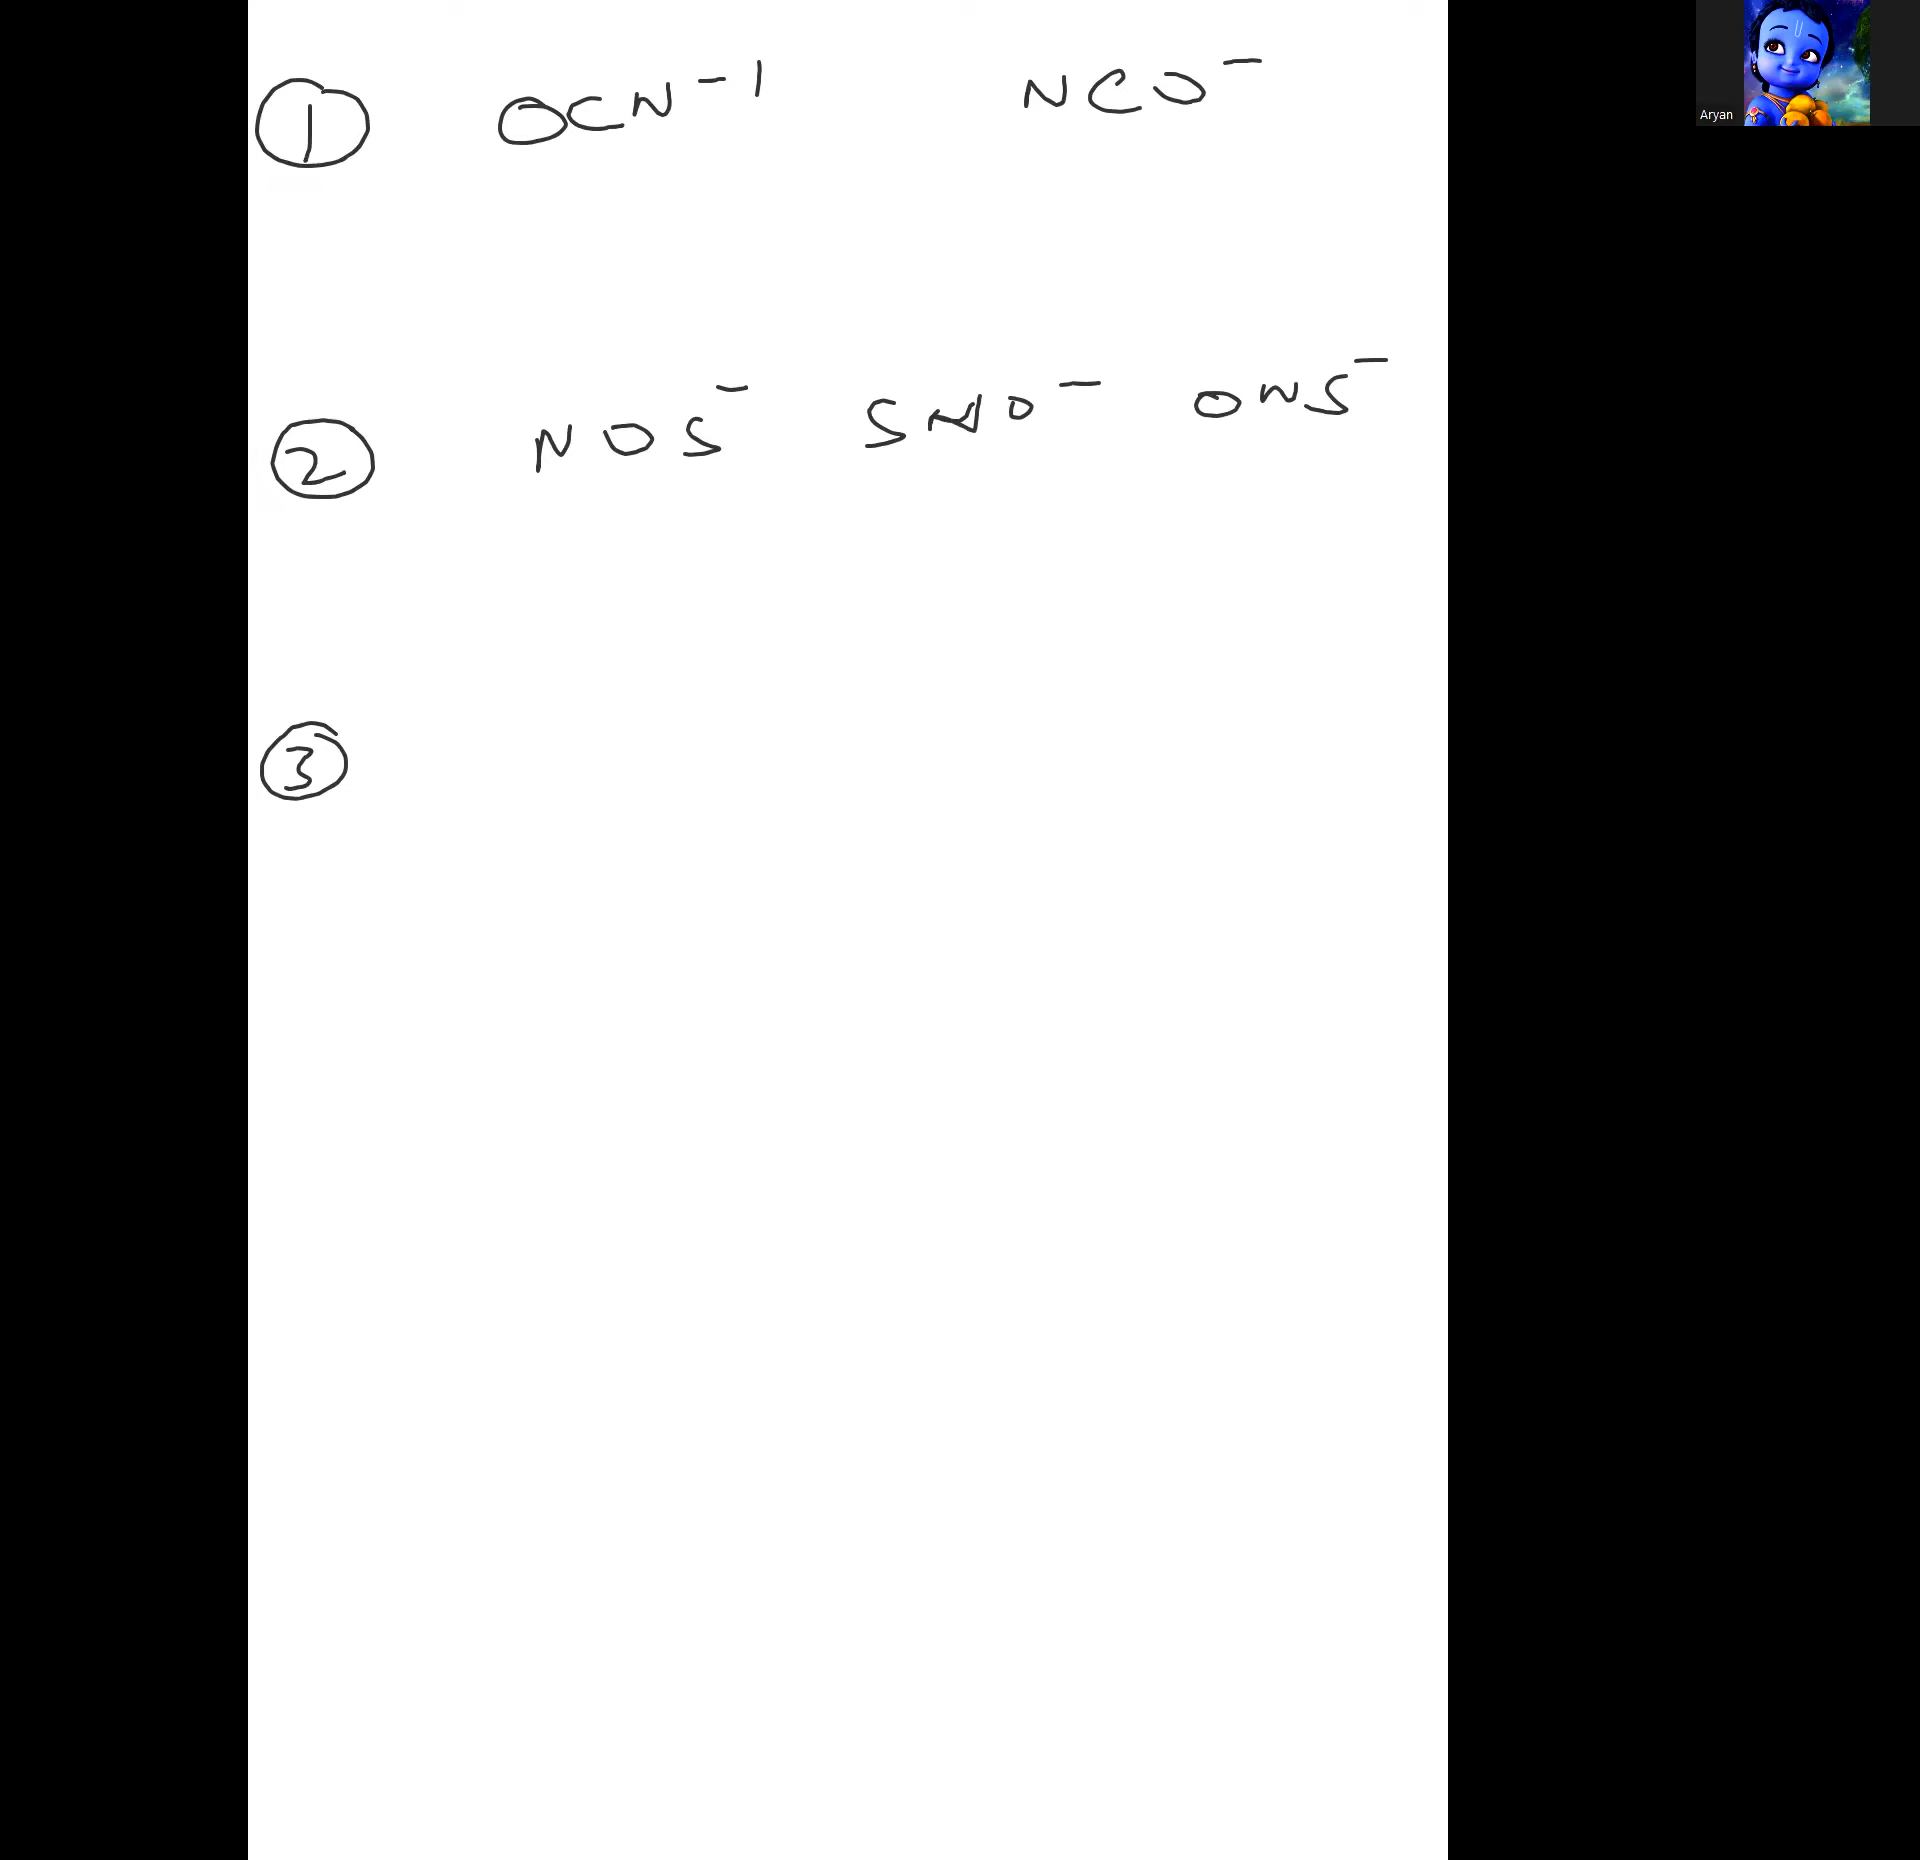 Aryan
① OCN⁻¹ NCO⁻
② NOS⁻ SNO⁻ ONS⁻
③